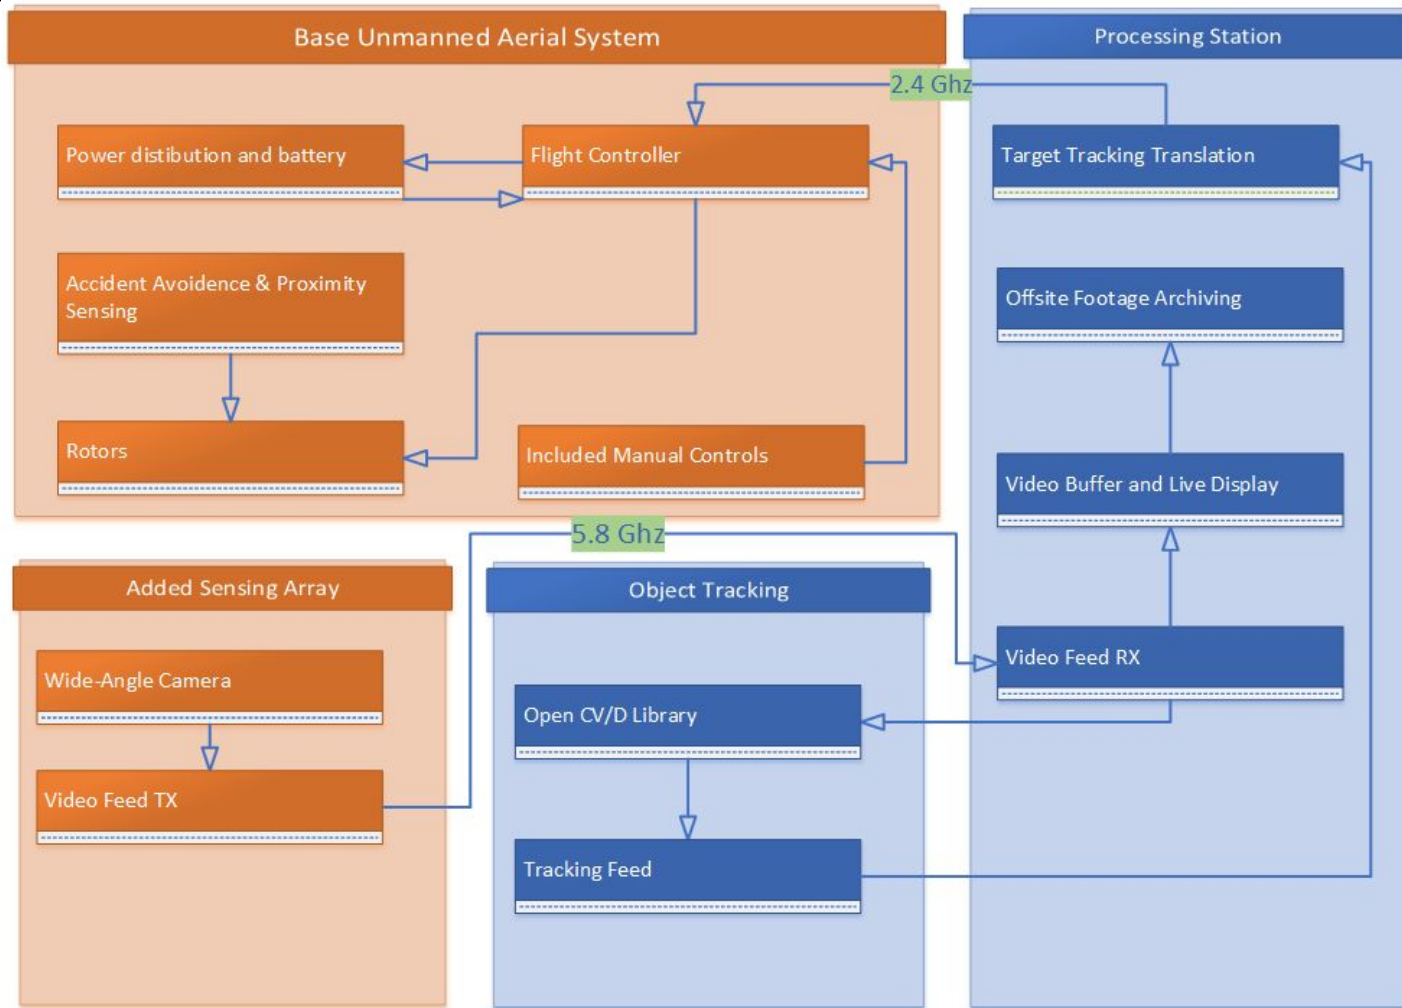 Base Unmanned Aerial System
Processing Station
2.4 Ghz
Power distibution and battery
Flight Controller
Target Tracking Translation
Accident Avoidence & Proximity
Sensing
Offsite Footage Archiving
Rotors
Included Manual Controls
Video Buffer and Live Display
5.8 Ghz
Added Sensing Array
Object Tracking
Wide-Angle Camera
Video Feed RX
Open CV/D Library
Video Feed TX
Tracking Feed